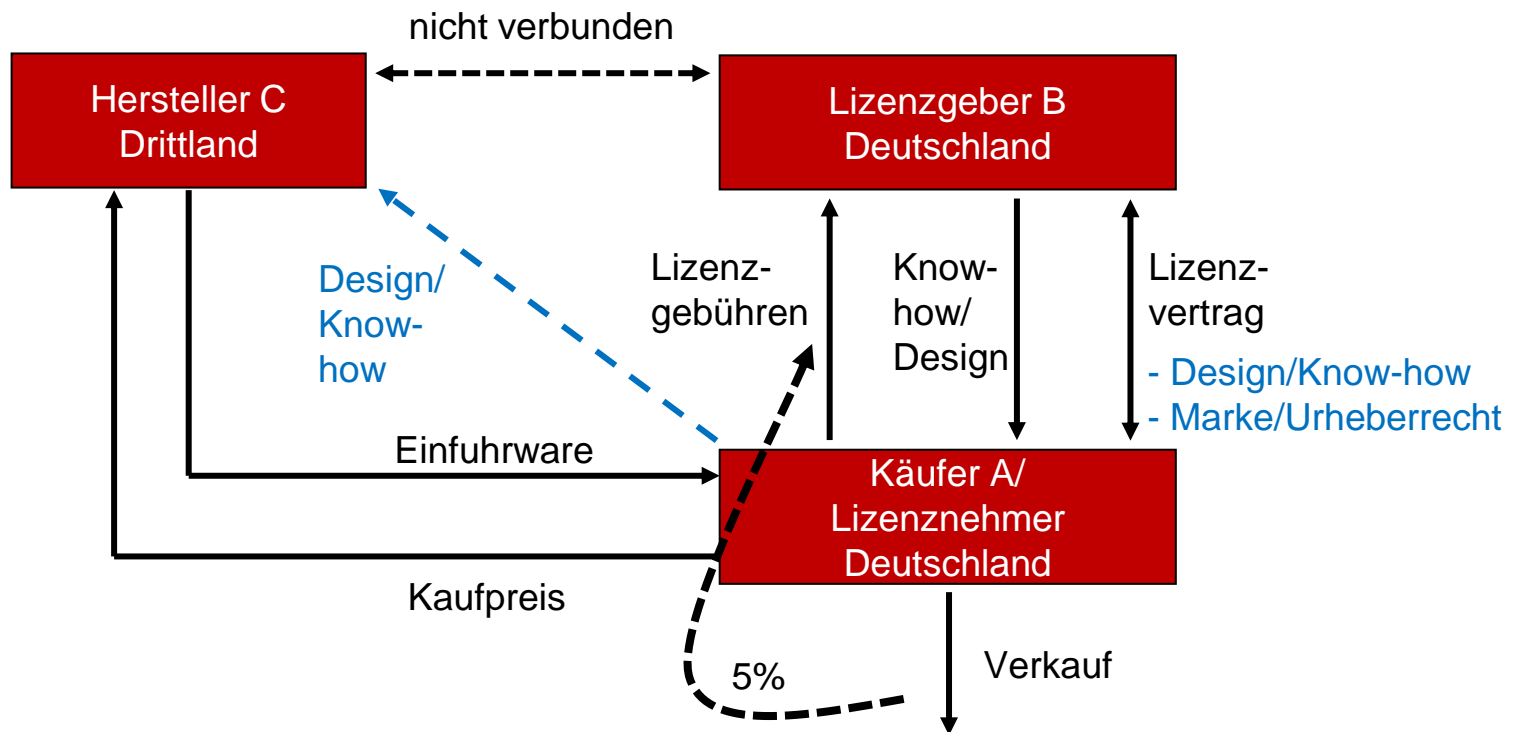 nicht verbunden
Hersteller C
Drittland
Lizenzgeber B
Deutschland
Design/
Know-
how
Lizenz-
gebühren
Know-
how/
Design
Lizenz-
vertrag
- Design/Know-how
- Marke/Urheberrecht
Einfuhrware
Käufer A/
Lizenznehmer
Deutschland
Kaufpreis
5%
Verkauf